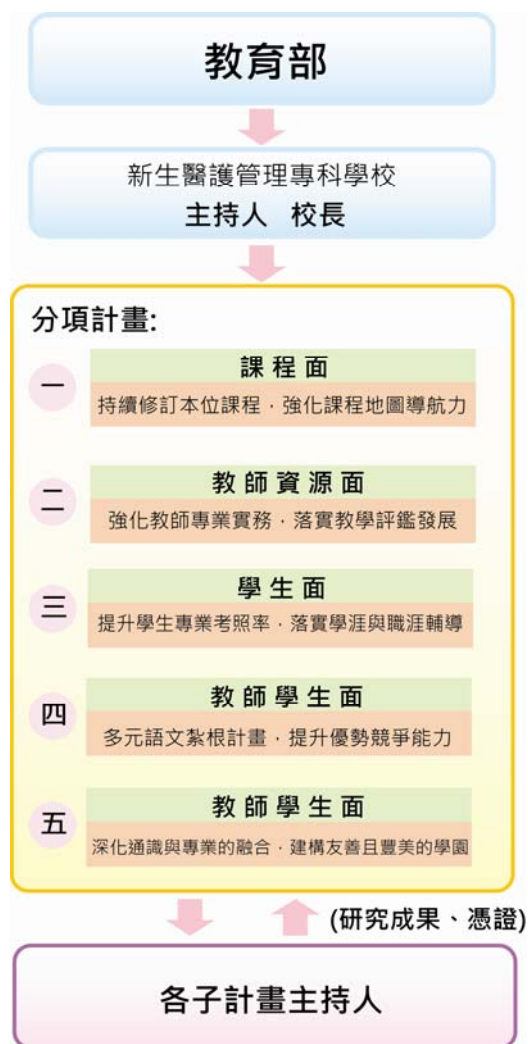 教育部
新生醫護管理專科學校
主持人 校長
分項計畫:
一
課程面
持續修訂本位課程，強化課程地圖導航力
二
教師資源面
強化教師專業實務，落實教學評鑑發展
三
學生面
提升學生專業考照率，落實學涯與職涯輔導
四
教師學生面
多元語文紮根計畫，提升優勢競爭能力
五
教師學生面
深化通識與專業的融合，建構友善且豐美的學園
(研究成果、憑證)
各子計畫主持人